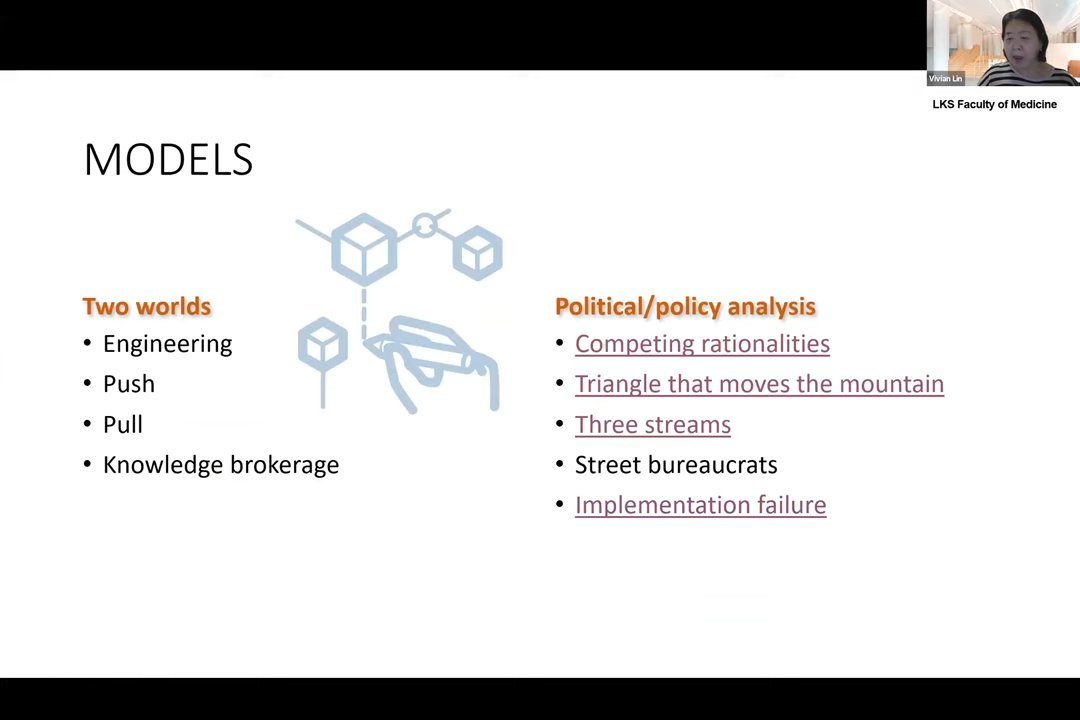 Vivian Lin
LKS Faculty of Medicine
MODELS
Two worlds
• Engineering
• Push
• Pull
• Knowledge brokerage
Political/policy analysis
• Competing rationalities
• Triangle that moves the mountain
• Three streams
• Street bureaucrats
• Implementation failure